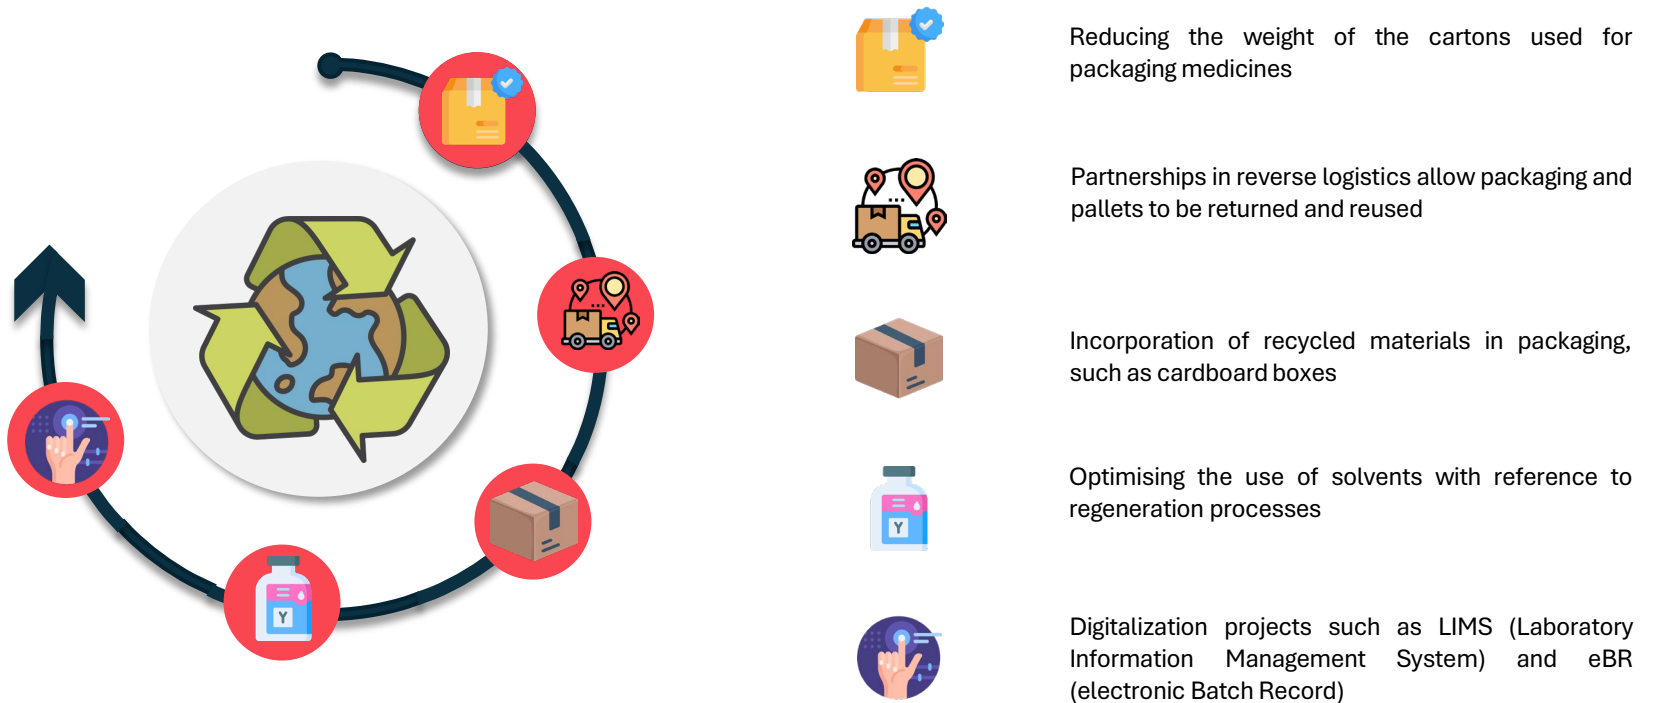 Reducing the weight of the cartons used for
packaging medicines
Partnerships in reverse logistics allow packaging and
pallets to be returned and reused
Incorporation of recycled materials in packaging,
such as cardboard boxes
Y
Optimising the use of solvents with reference to
regeneration processes
Y
Digitalization projects such as LIMS (Laboratory
Information Management System) and eBR
(electronic Batch Record)